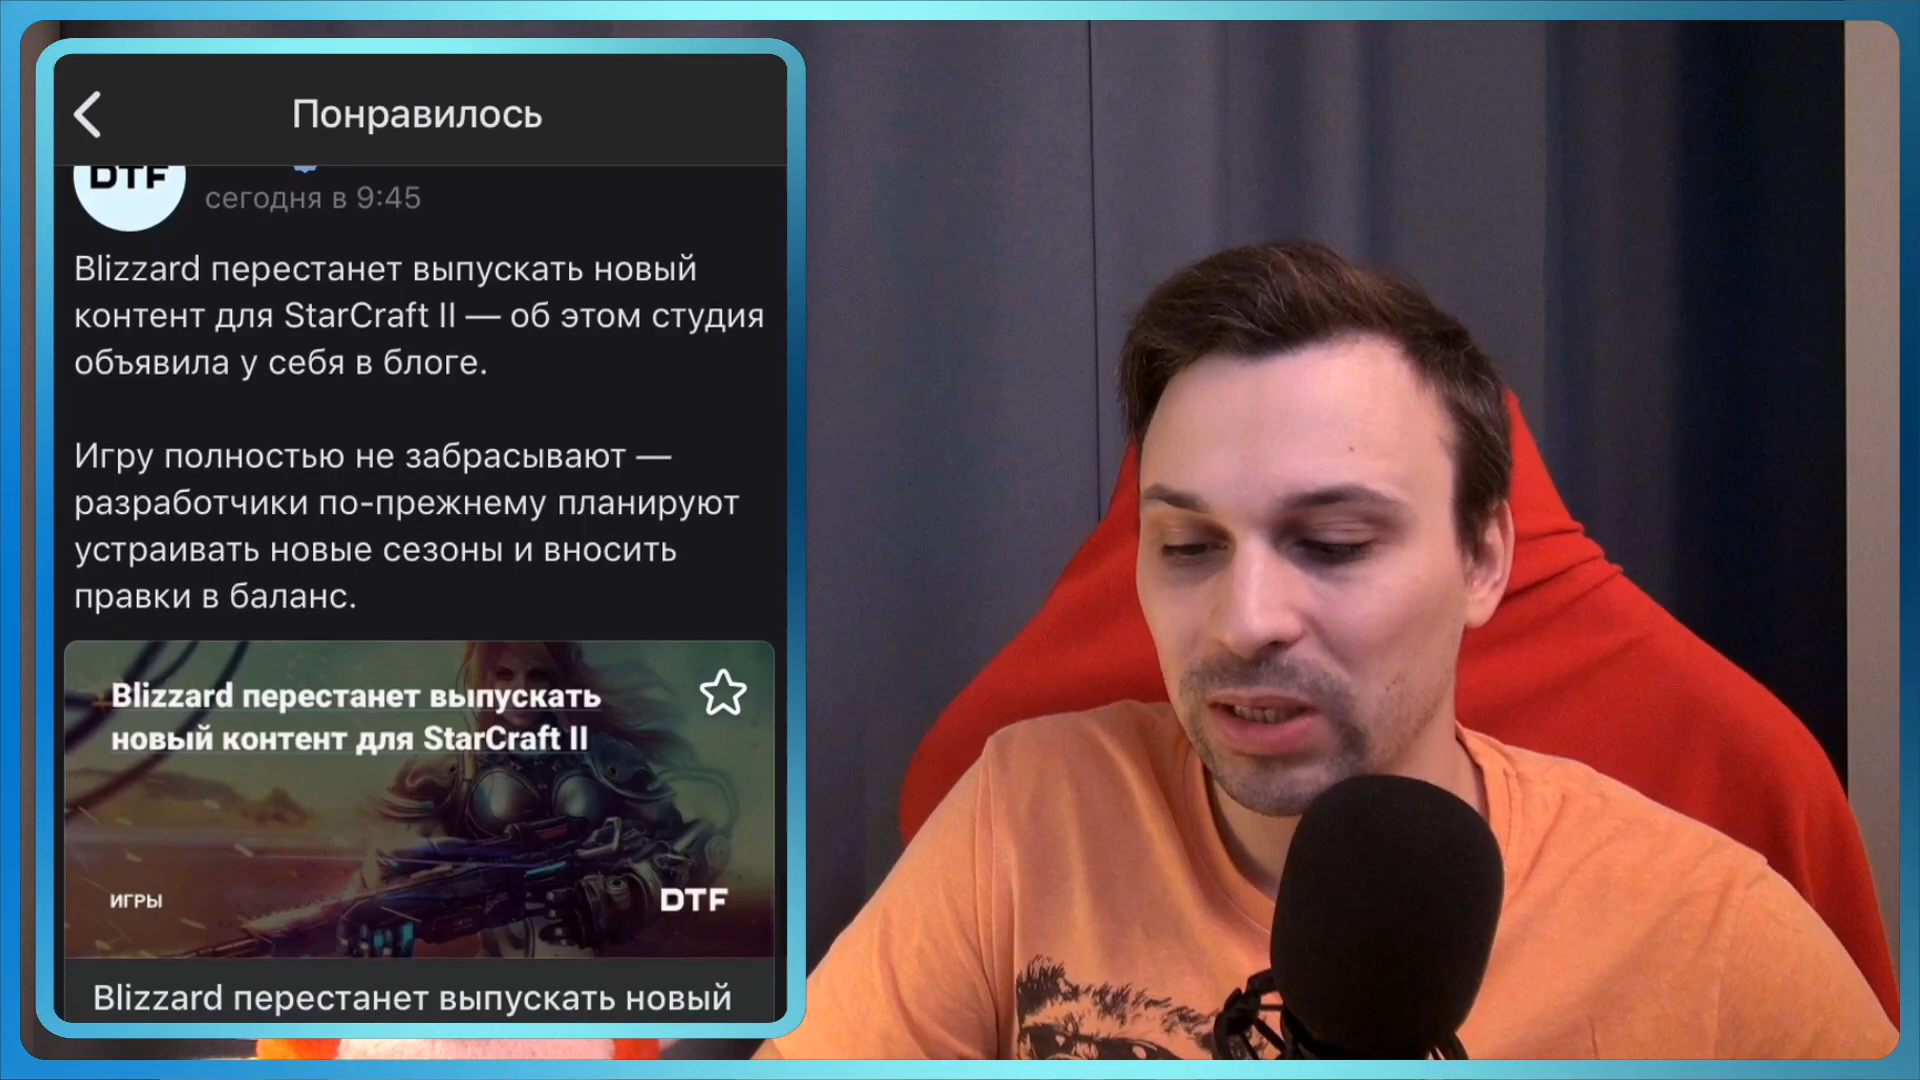 Понравилось
DTF
сегодня в 9:45
Blizzard перестанет выпускать новый
контент для StarCraft II — об этом студия
объявила у себя в блоге.
Игру полностью не забрасывают —
разработчики по-прежнему планируют
устраивать новые сезоны и вносить
правки в баланс.
Blizzard перестанет выпускать
новый контент для StarCraft II
ИГРЫ
DTF
Blizzard перестанет выпускать новый